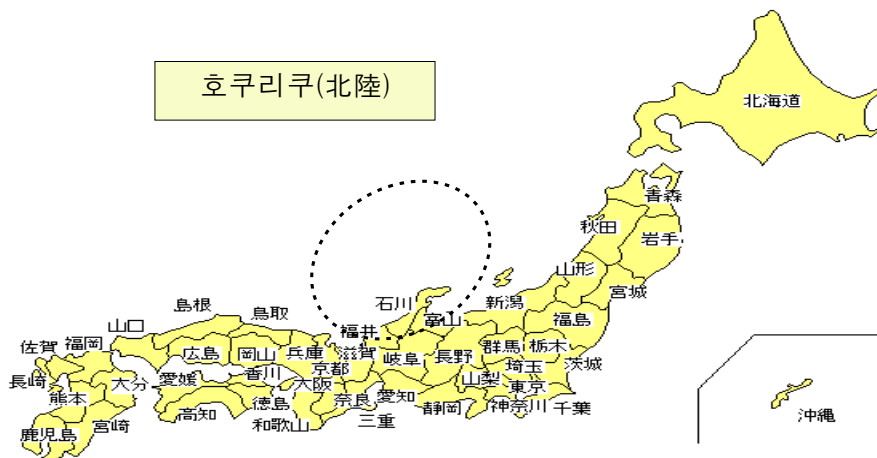 호쿠리쿠(北陸)
北海道
青森
秋田
岩手
山形
宮城
石川
新潟
島根
鳥取
富山
福島
山口
福井
佐賀
福岡
広島
岡山
兵庫
滋賀
岐阜
長野
群馬
栃木
茨城
京都
埼玉
長崎
大分
愛媛
香川
大阪
山梨
東京
熊本
徳島
奈良
愛知
静岡
神奈川
千葉
高知
三重
沖縄
宮崎
和歌山
鹿児島